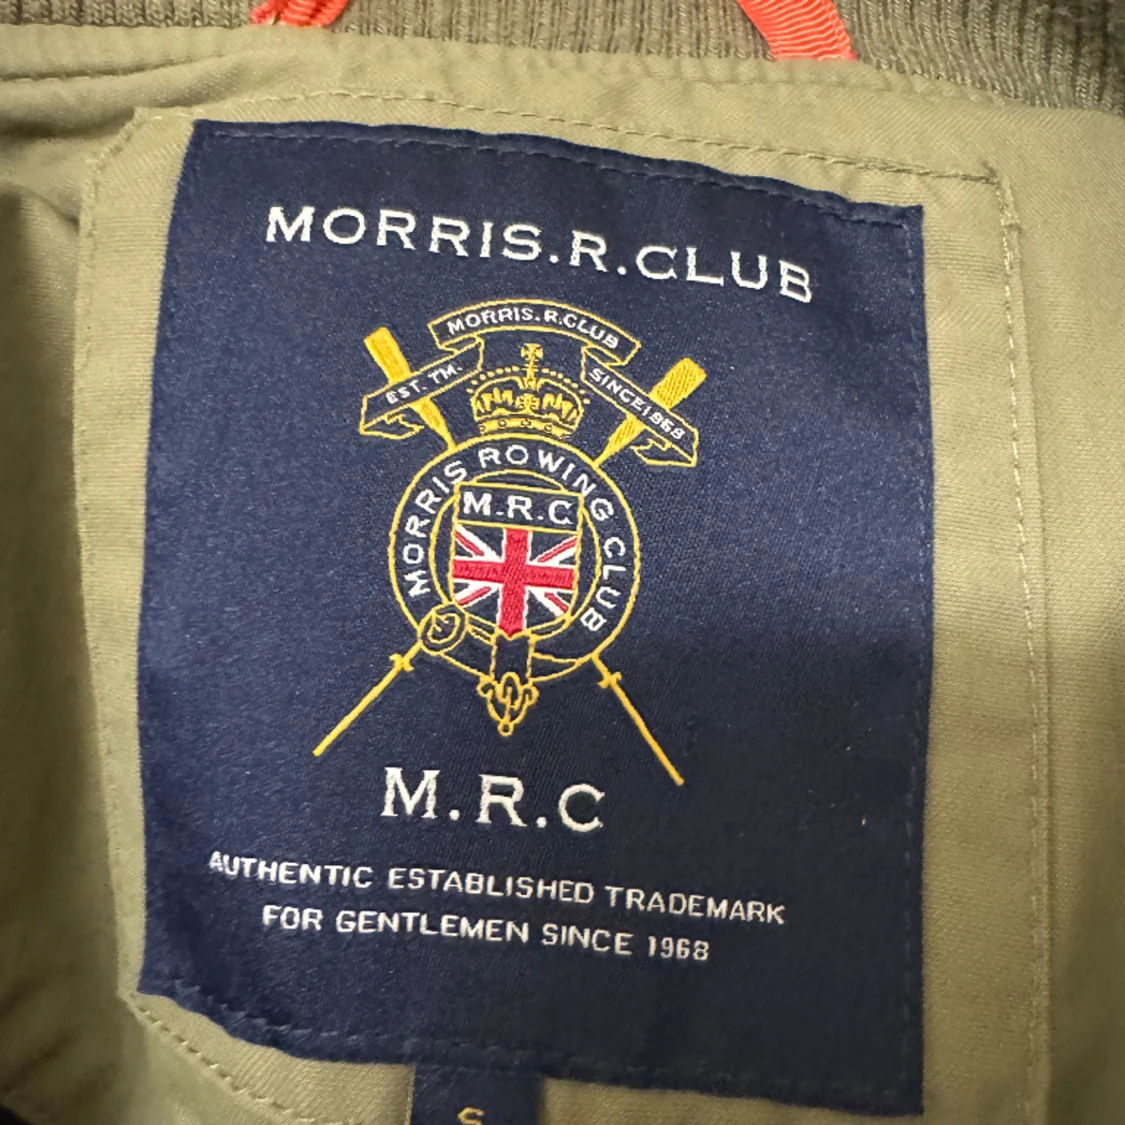 MORRIS.R.CLUB
MORRIS.R.CLUB
EST. TM.
SINCE1968
MORRIS ROWING CLUB
M.R.C
M.R.C
AUTHENTIC ESTABLISHED TRADEMARK
FOR GENTLEMEN SINCE 1968
S